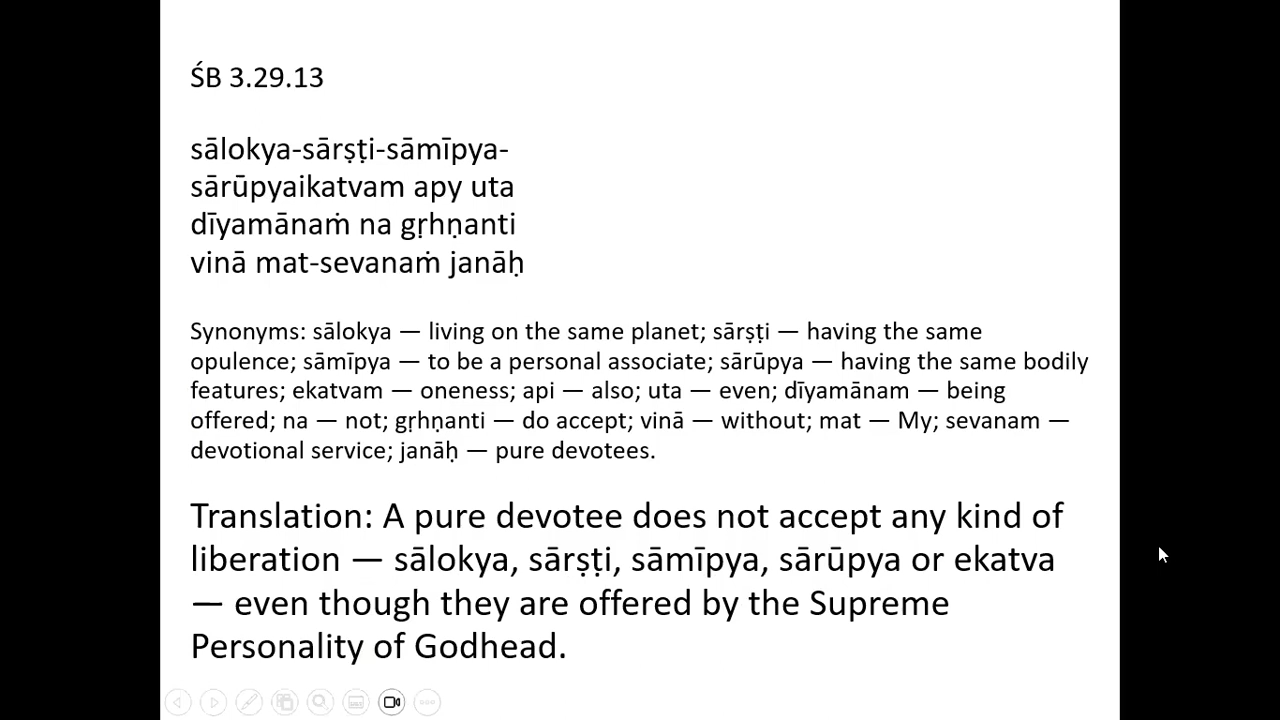 ŚB 3.29.13
sālokya-sārṣṭi-sāmīpya-
sārūpyaikatvam apy uta
dīyamānaṁ na gṛhṇanti
vinā mat-sevanaṁ janāḥ
Synonyms: sālokya — living on the same planet; sārṣṭi — having the same
opulence; sāmīpya — to be a personal associate; sārūpya — having the same bodily
features; ekatvam — oneness; api — also; uta — even; dīyamānam — being
offered; na — not; gṛhṇanti — do accept; vinā — without; mat — My; sevanam —
devotional service; janāḥ — pure devotees.
Translation: A pure devotee does not accept any kind of
liberation — sālokya, sārṣṭi, sāmīpya, sārūpya or ekatva
— even though they are offered by the Supreme
Personality of Godhead.